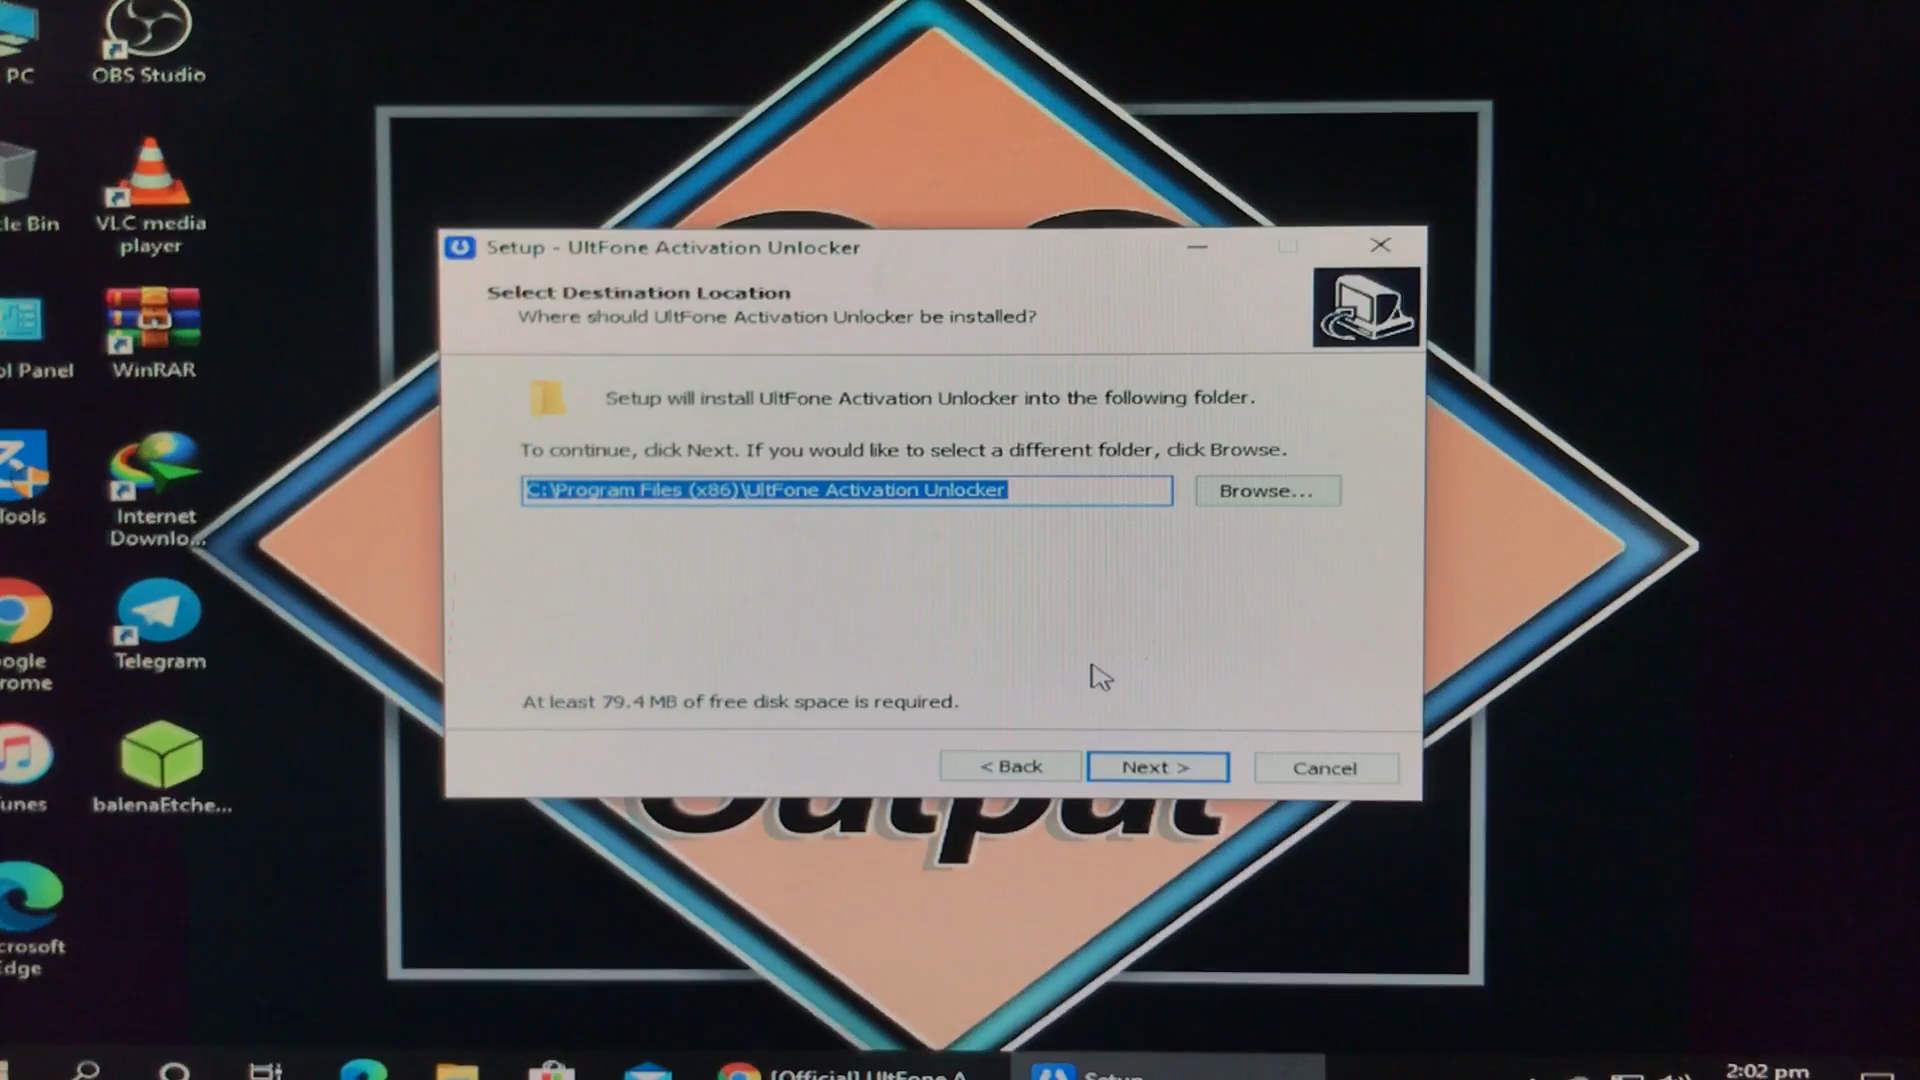 PC
OBS Studio
cle Bin
VLC media
player
ol Panel
WinRAR
Tools
Internet
Downlo...
ogle
rome
Telegram
Tunes
balenaEtche...
crosoft
Edge
Setup - UltFone Activation Unlocker
Select Destination Location
Where should UltFone Activation Unlocker be installed?
Setup will install UltFone Activation Unlocker into the following folder.
To continue, click Next. If you would like to select a different folder, click Browse.
C:\Program Files (x86)\UltFone Activation Unlocker
Browse...
At least 79.4 MB of free disk space is required.
< Back
Next >
Cancel
Output
[Official] UltFone A
Setup
2:02 pm